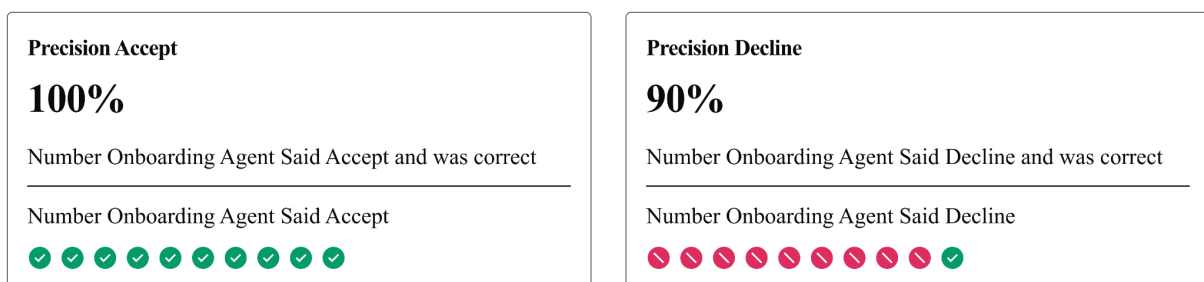 Precision Accept
100%
Number Onboarding Agent Said Accept and was correct
Number Onboarding Agent Said Accept
Precision Decline
90%
Number Onboarding Agent Said Decline and was correct
Number Onboarding Agent Said Decline